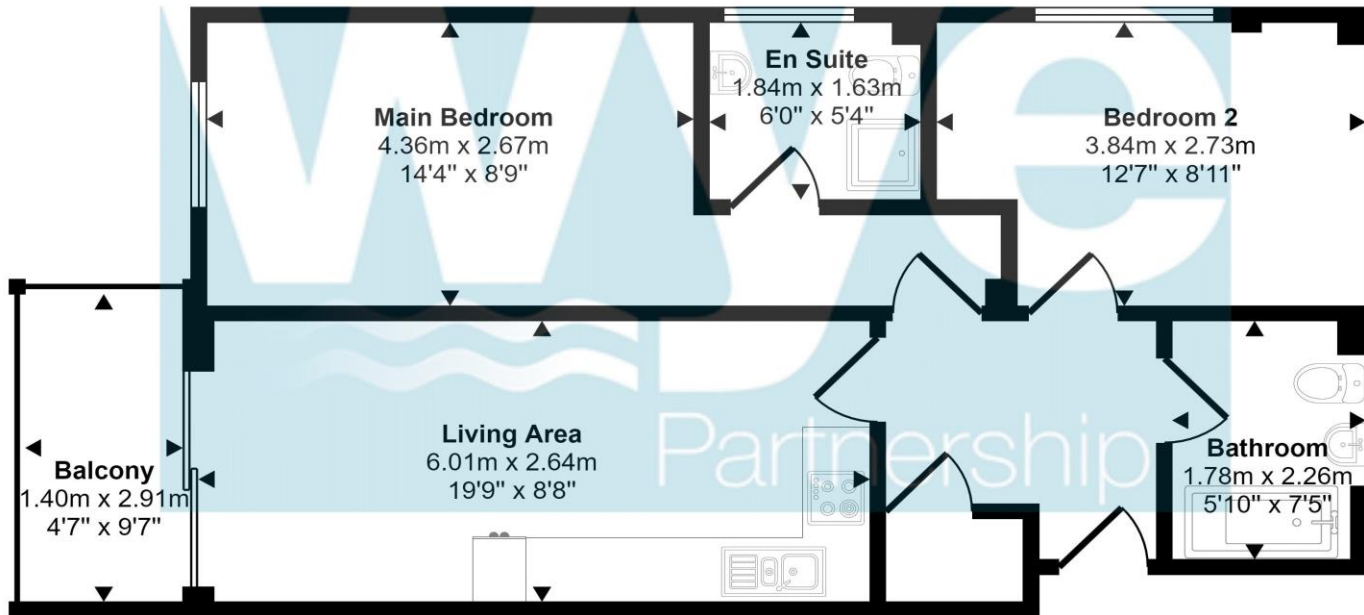 wye
Partnership
Main Bedroom
4.36m x 2.67m
14'4" x 8'9"
En Suite
1.84m x 1.63m
6'0" x 5'4"
Bedroom 2
3.84m x 2.73m
12'7" x 8'11"
Balcony
1.40m x 2.91m
4'7" x 9'7"
Living Area
6.01m x 2.64m
19'9" x 8'8"
Bathroom
1.78m x 2.26m
5'10" x 7'5"